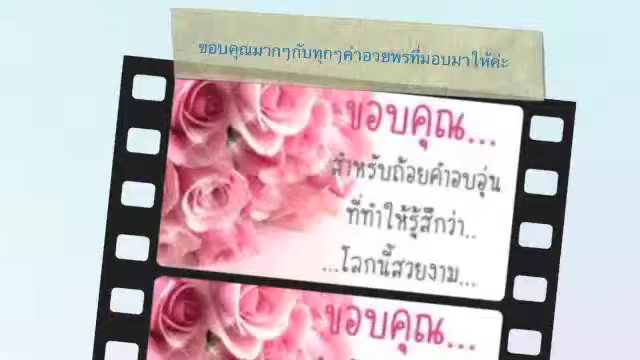 ขอบคุณมากๆกับทุกๆคำอวยพรที่มอบมาให้ค่ะ
ขอบคุณ...
สำหรับถ้อยคำอบอุ่น
ที่ทำให้รู้สึกว่า..
...โลกนี้สวยงาม...
ขอบคุณ...